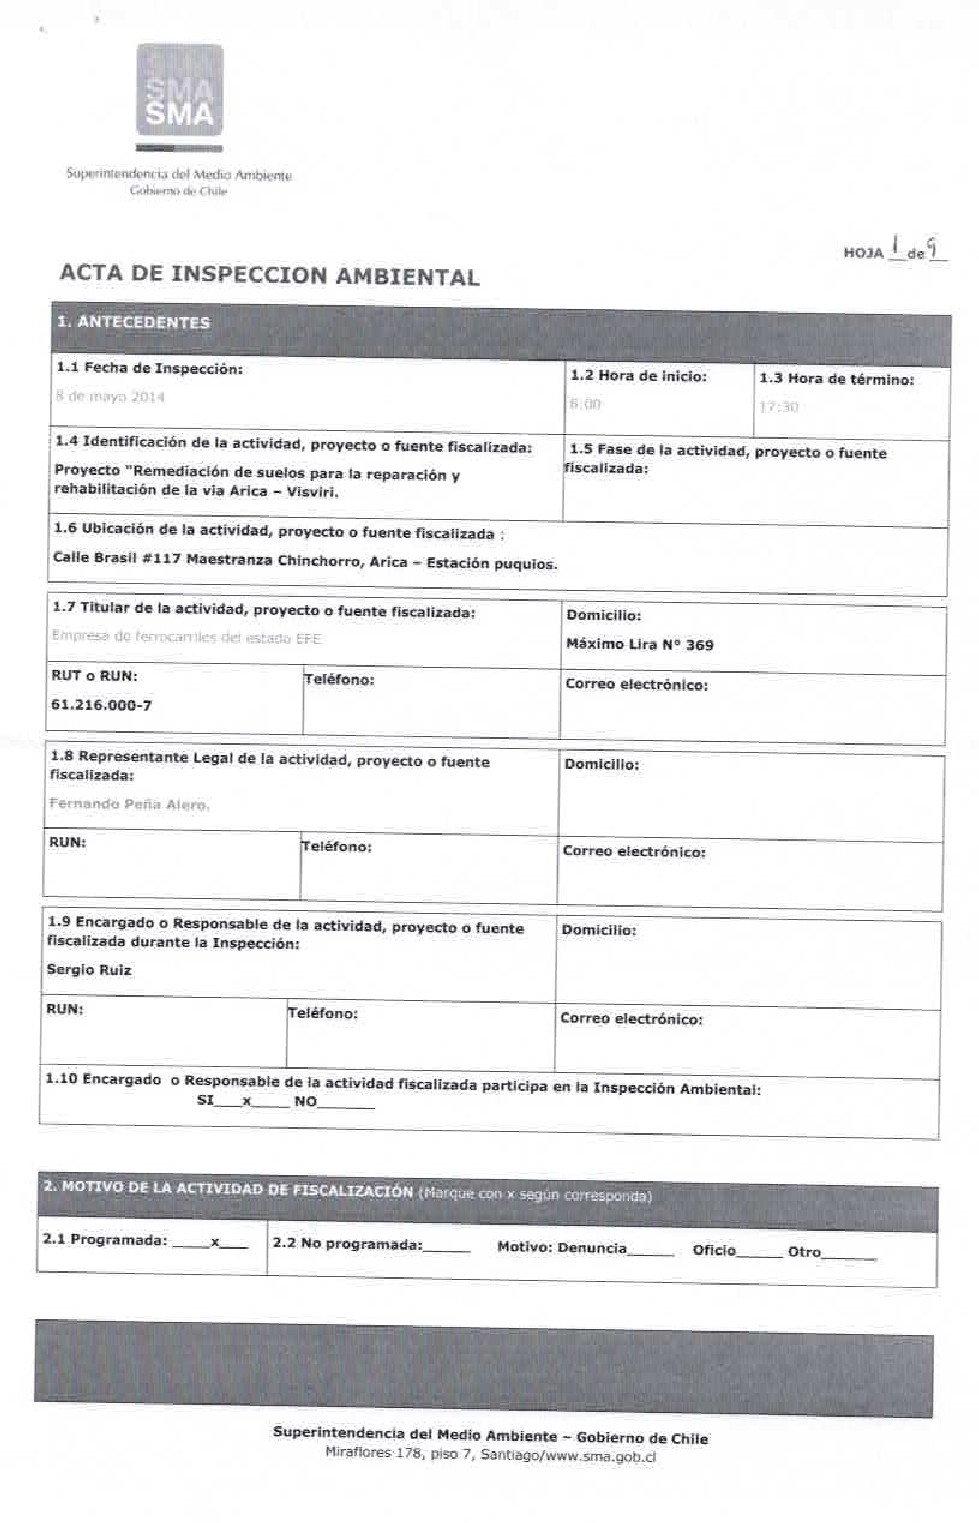 SMA
SMA
Superintendencia del Medio Ambiente
Gobierno de Chile
HOJA 1 de 9
ACTA DE INSPECCION AMBIENTAL
1. ANTECEDENTES
1.1 Fecha de Inspección:
8 de mayo 2014
1.2 Hora de inicio:
8:00
1.3 Hora de término:
17:30
1.4 Identificación de la actividad, proyecto o fuente fiscalizada:
Proyecto "Remediación de suelos para la reparación y
rehabilitación de la via Arica – Visviri.
1.5 Fase de la actividad, proyecto o fuente
fiscalizada:
1.6 Ubicación de la actividad, proyecto o fuente fiscalizada :
Calle Brasil #117 Maestranza Chinchorro, Arica – Estación puquios.
1.7 Titular de la actividad, proyecto o fuente fiscalizada:
Empresa de ferrocarriles del estado EFE
Domicilio:
Máximo Lira N° 369
RUT o RUN:
61.216.000-7
Teléfono:
Correo electrónico:
1.8 Representante Legal de la actividad, proyecto o fuente
fiscalizada:
Fernando Peña Alero.
Domicilio:
RUN:
Teléfono:
Correo electrónico:
1.9 Encargado o Responsable de la actividad, proyecto o fuente
fiscalizada durante la Inspección:
Sergio Ruiz
Domicilio:
RUN:
Teléfono:
Correo electrónico:
1.10 Encargado o Responsable de la actividad fiscalizada participa en la Inspección Ambiental:
SI___x____ NO______
2. MOTIVO DE LA ACTIVIDAD DE FISCALIZACIÓN (Marque con x según corresponda)
2.1 Programada: ____x___
2.2 No programada:_____ Motivo: Denuncia_____ Oficio_____ Otro______
Superintendencia del Medio Ambiente – Gobierno de Chile
Miraflores 178, piso 7, Santiago/www.sma.gob.cl